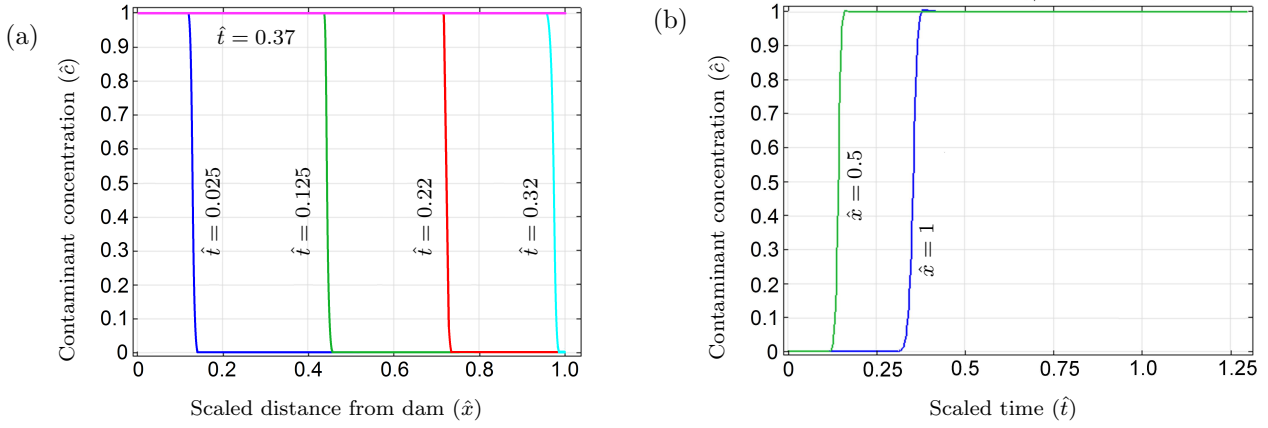 (a)
Contaminant concentration (ĉ)
1
0.9
0.8
0.7
0.6
0.5
0.4
0.3
0.2
0.1
0
t̂ = 0.37
t̂ = 0.025
t̂ = 0.125
t̂ = 0.22
t̂ = 0.32
0 0.2 0.4 0.6 0.8 1.0
Scaled distance from dam (x̂)
(b)
Contaminant concentration (ĉ)
1
0.9
0.8
0.7
0.6
0.5
0.4
0.3
0.2
0.1
0
x̂ = 0.5
x̂ = 1
0 0.25 0.5 0.75 1.0 1.25
Scaled time (t̂)